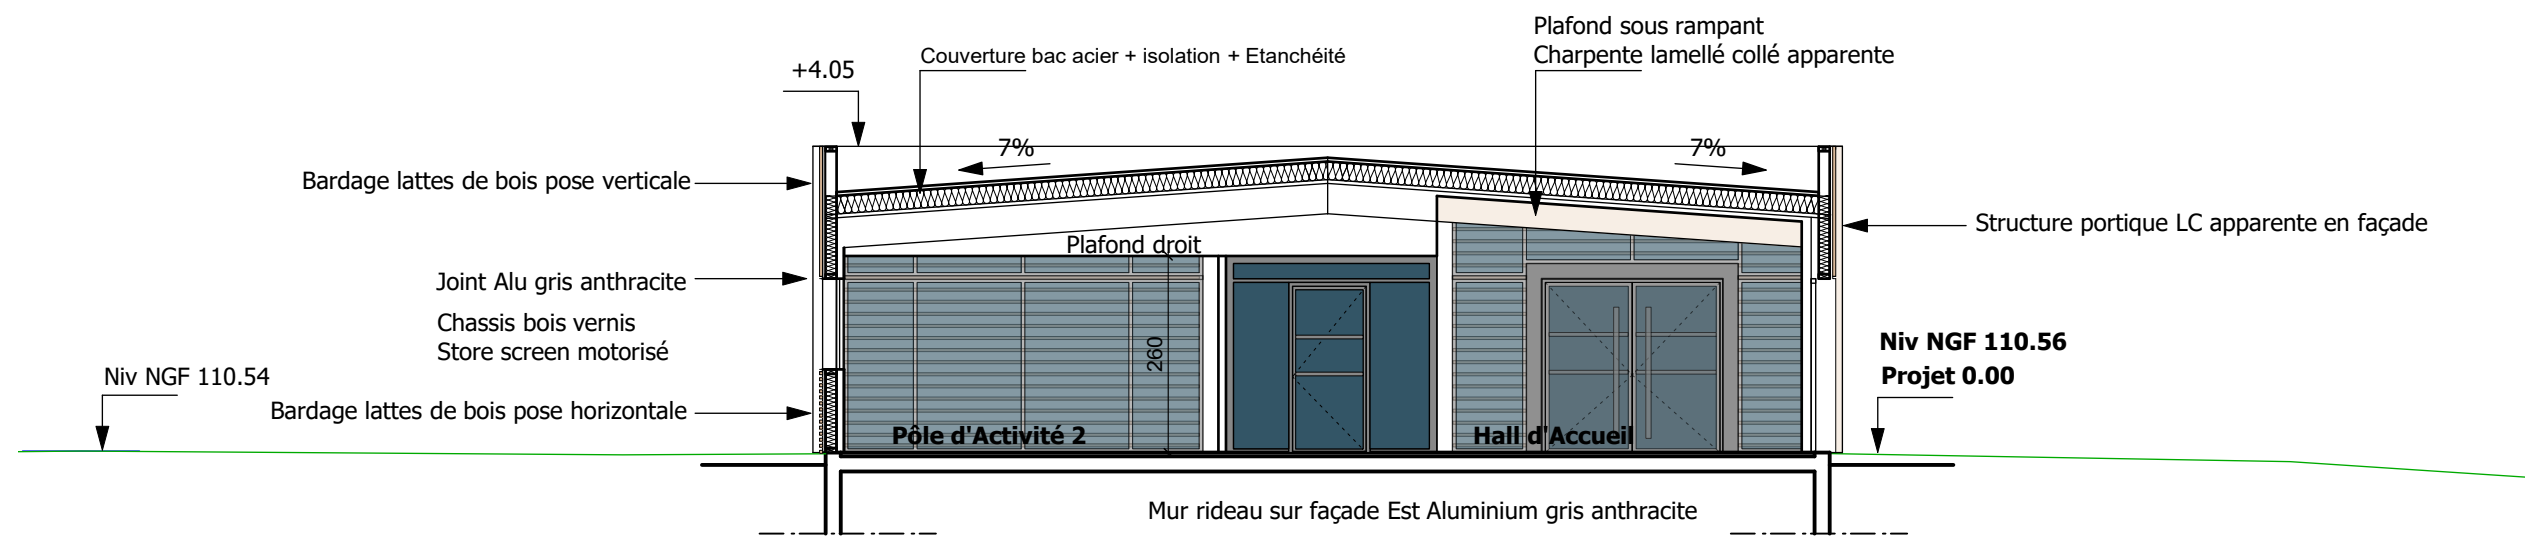 Plafond sous rampant
Charpente lamellé collé apparente
Couverture bac acier + isolation + Etanchéité
+4.05
7%
7%
Bardage lattes de bois pose verticale
Structure portique LC apparente en façade
Plafond droit
Joint Alu gris anthracite
Chassis bois vernis
Store screen motorisé
260
Niv NGF 110.56
Projet 0.00
Niv NGF 110.54
Bardage lattes de bois pose horizontale
Pôle d'Activité 2
Hall d'Accueil
Mur rideau sur façade Est Aluminium gris anthracite